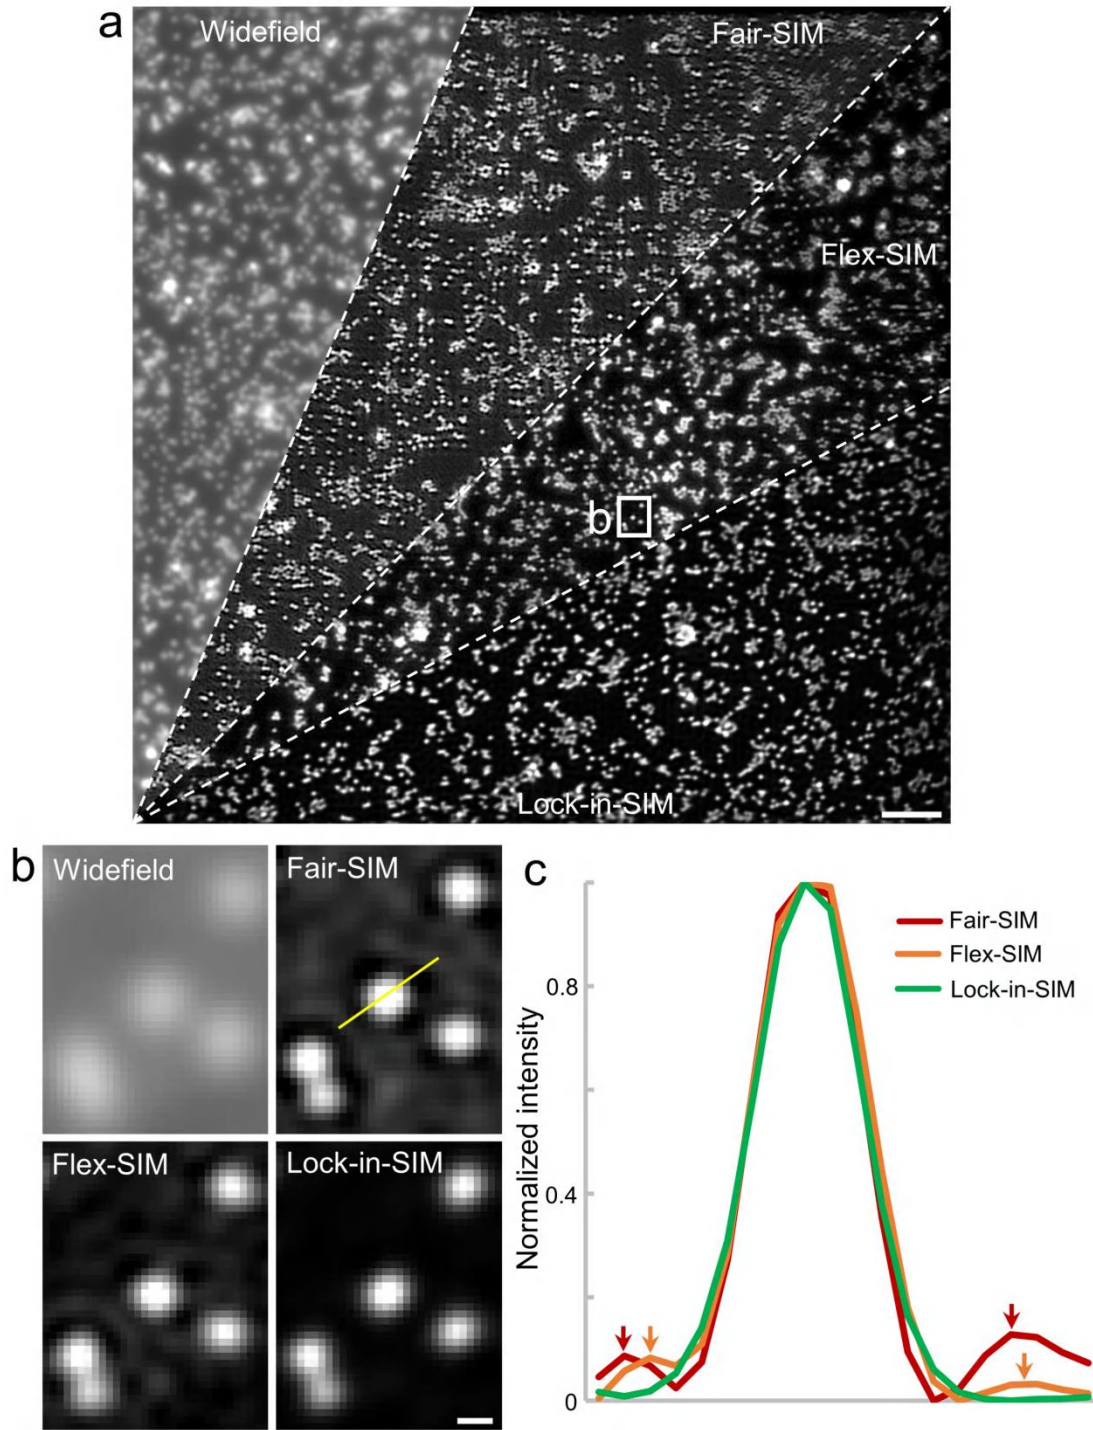 a
Widefield
Fair-SIM
Flex-SIM
b
Lock-in-SIM
b
Widefield
Fair-SIM
Flex-SIM
Lock-in-SIM
c
Normalized intensity
0.8
0.4
0
Fair-SIM
Flex-SIM
Lock-in-SIM